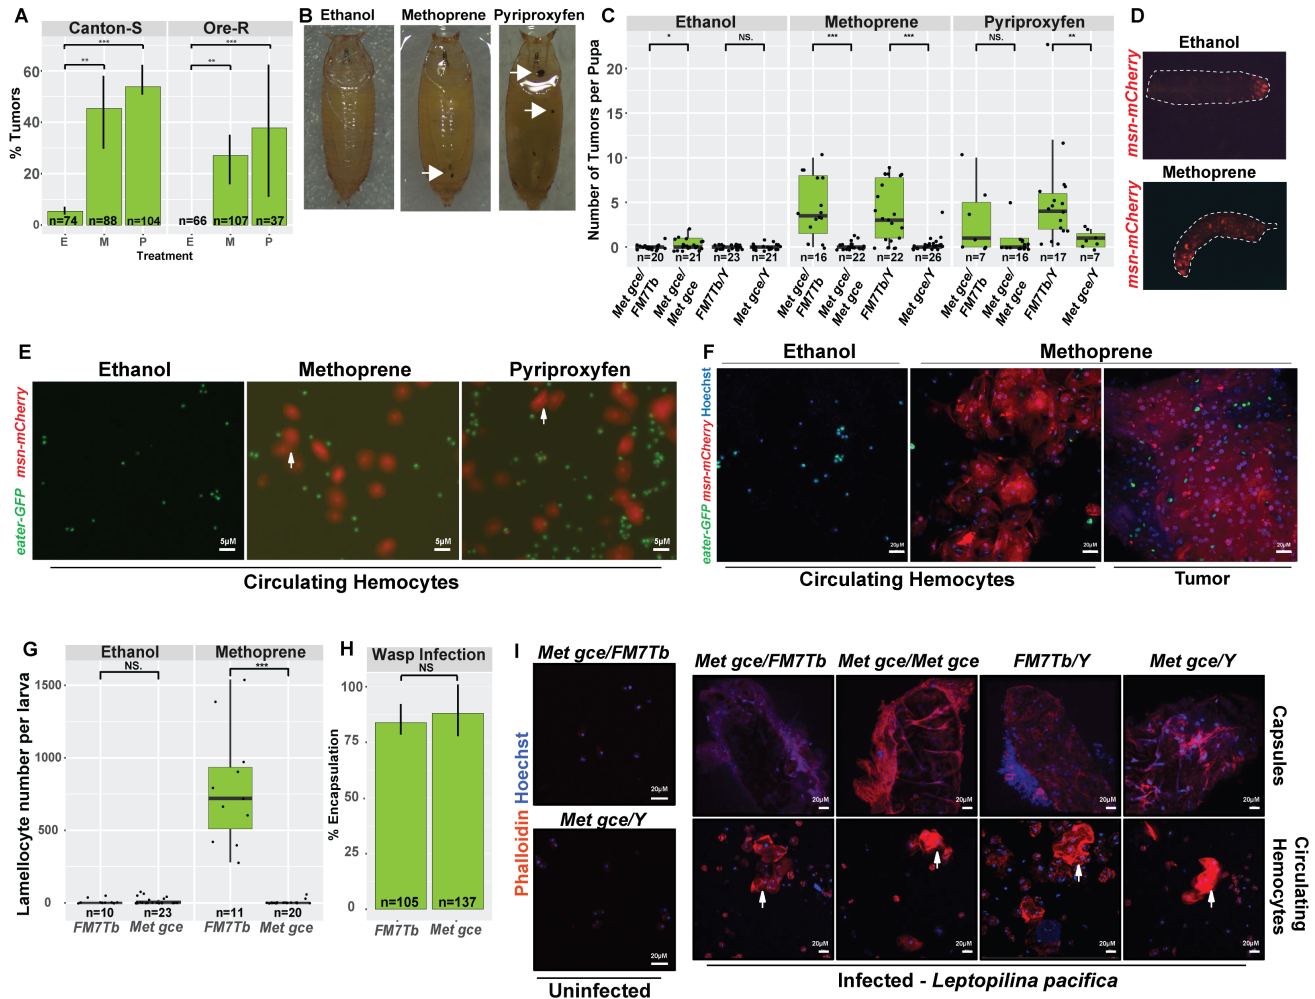 A
Canton-S
Ore-R
% Tumors
60
40
20
0
***
**
***
**
n=74
n=88
n=104
n=66
n=107
n=37
E
M
P
E
M
P
Treatment
B
Ethanol
Methoprene
Pyriproxyfen
C
Ethanol
Methoprene
Pyriproxyfen
Number of Tumors per Pupa
20
15
10
5
0
*
NS.
***
***
NS.
**
n=20
n=21
n=23
n=21
n=16
n=22
n=22
n=26
n=7
n=16
n=17
n=7
Met gce/
FM7Tb
Met gce/
Met gce
FM7Tb/Y
Met gce/Y
Met gce/
FM7Tb
Met gce/
Met gce
FM7Tb/Y
Met gce/Y
Met gce/
FM7Tb
Met gce/
Met gce
FM7Tb/Y
Met gce/Y
D
Ethanol
msn-mCherry
Methoprene
msn-mCherry
E
Ethanol
Methoprene
Pyriproxyfen
eater-GFP msn-mCherry
5µM
5µM
5µM
Circulating Hemocytes
F
Ethanol
Methoprene
eater-GFP msn-mCherry Hoechst
20µM
20µM
20µM
Circulating Hemocytes
Tumor
G
Ethanol
Methoprene
Lamellocyte number per larva
1500
1000
500
0
NS.
***
n=10
n=23
n=11
n=20
FM7Tb
Met gce
FM7Tb
Met gce
H
Wasp Infection
NS
% Encapsulation
100
75
50
25
0
n=105
n=137
FM7Tb
Met gce
I
Phalloidin Hoechst
Met gce/FM7Tb
20µM
Met gce/Y
20µM
Uninfected
Met gce/FM7Tb
Met gce/Met gce
FM7Tb/Y
Met gce/Y
20µM
20µM
20µM
20µM
Capsules
20µM
20µM
20µM
20µM
Circulating
Hemocytes
Infected - Leptopilina pacifica